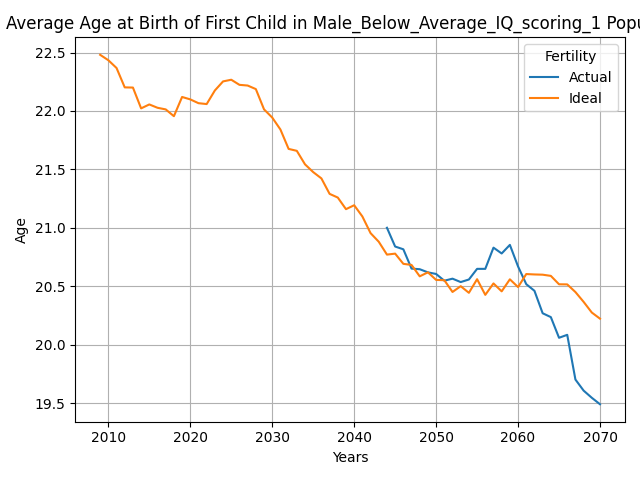 Average Age at Birth of First Child in Male_Below_Average_IQ_scoring_1 Popu
Fertility
Actual
Ideal
22.5
22.0
21.5
21.0
20.5
20.0
19.5
Age
2010 2020 2030 2040 2050 2060 2070
Years